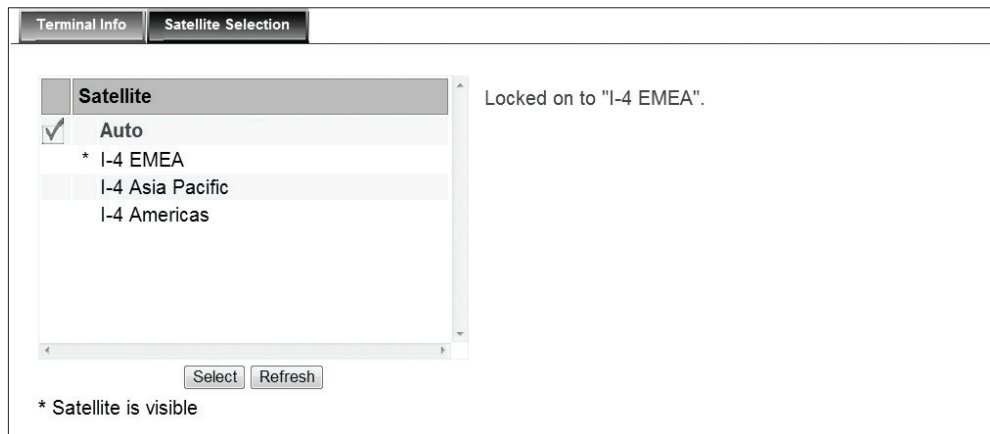 Terminal Info Satellite Selection
Satellite
Auto
* I-4 EMEA
I-4 Asia Pacific
I-4 Americas
Locked on to "I-4 EMEA".
Select Refresh
* Satellite is visible